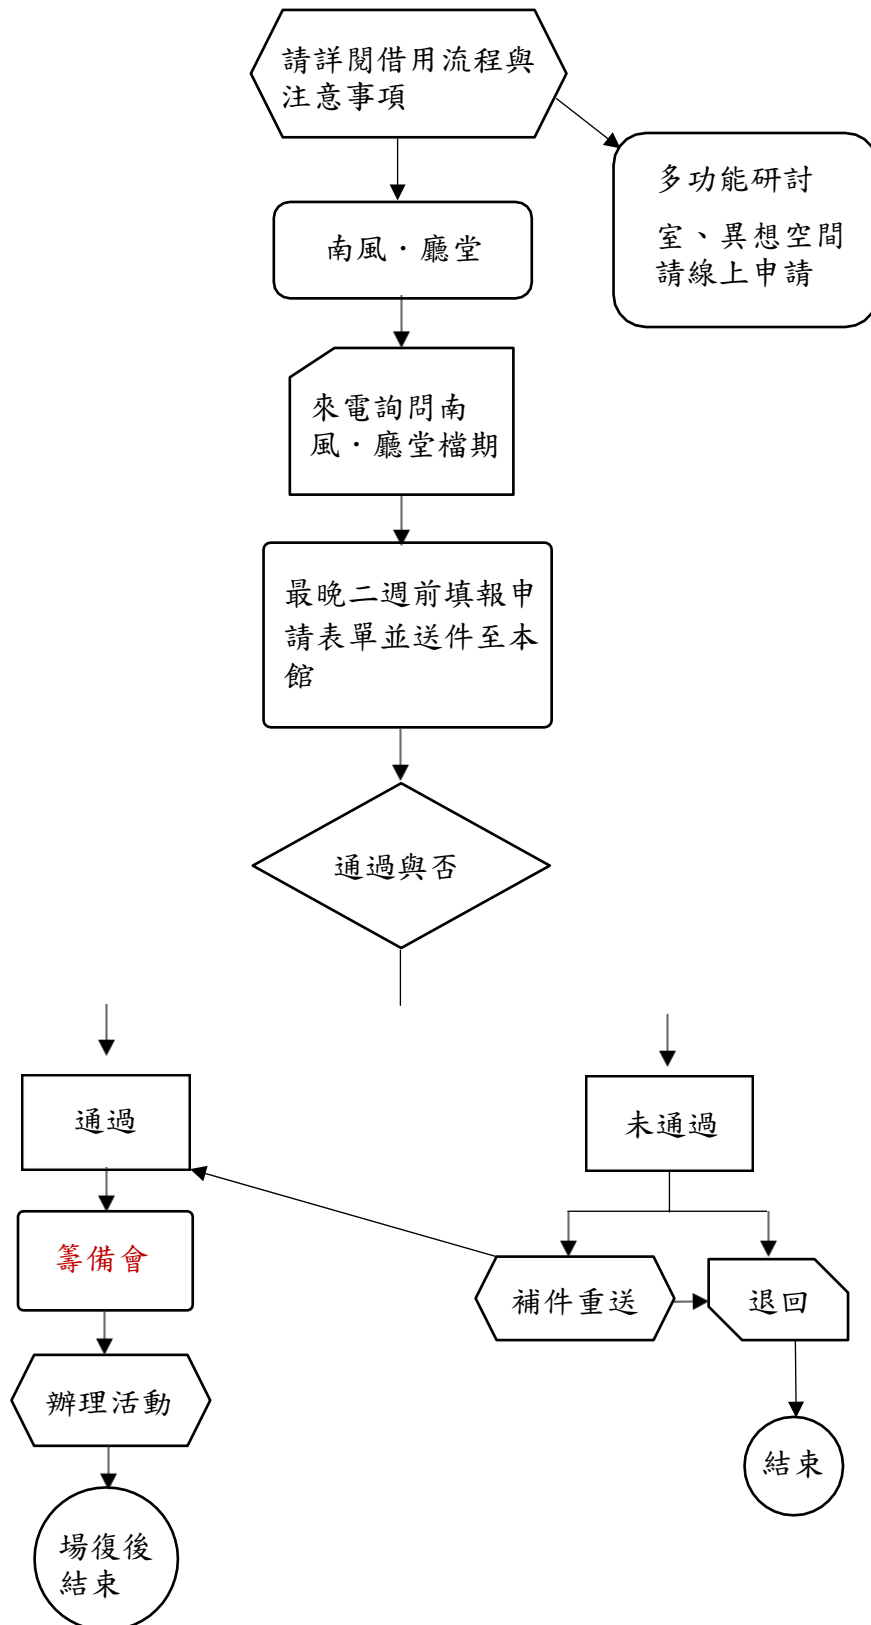 請詳閱借用流程與
注意事項
多功能研討
室、異想空間
請線上申請
南風．廳堂
來電詢問南
風．廳堂檔期
最晚二週前填報申
請表單並送件至本
館
通過與否
通過
未通過
籌備會
補件重送
退回
辦理活動
結束
場復後
結束